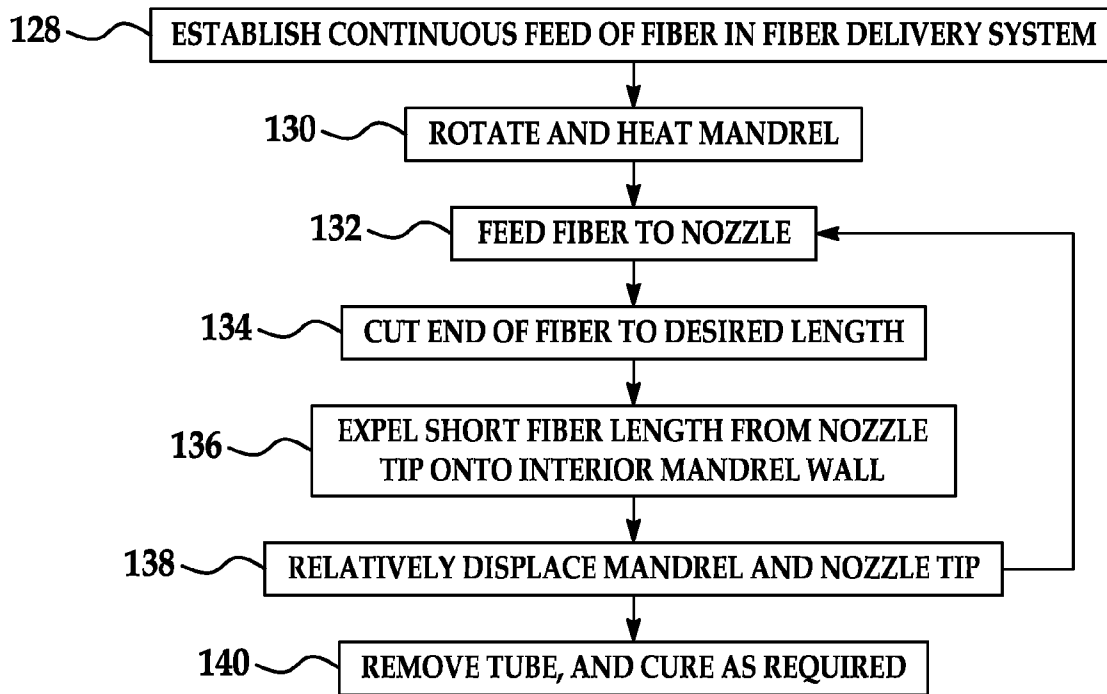 128 ESTABLISH CONTINUOUS FEED OF FIBER IN FIBER DELIVERY SYSTEM
130 ROTATE AND HEAT MANDREL
132 FEED FIBER TO NOZZLE
134 CUT END OF FIBER TO DESIRED LENGTH
136 EXPEL SHORT FIBER LENGTH FROM NOZZLE
TIP ONTO INTERIOR MANDREL WALL
138 RELATIVELY DISPLACE MANDREL AND NOZZLE TIP
140 REMOVE TUBE, AND CURE AS REQUIRED